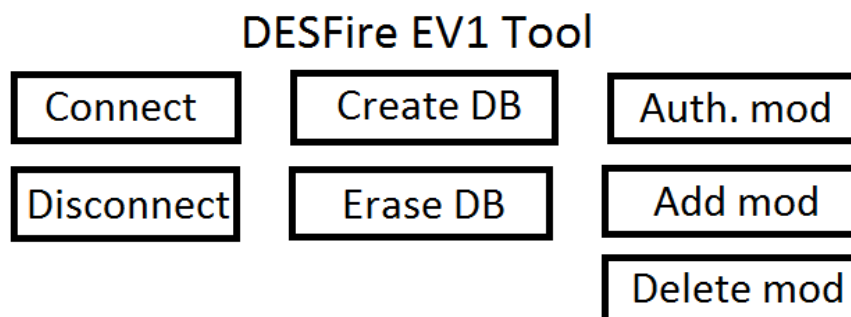 DESFire EV1 Tool
Connect Create DB Auth. mod
Disconnect Erase DB Add mod
Delete mod